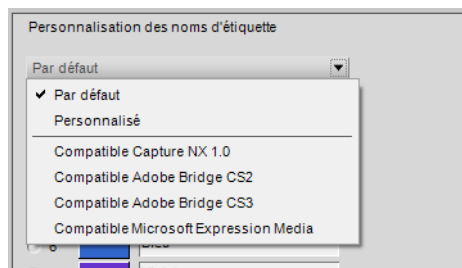 Personnalisation des noms d'étiquette
Par défaut
Par défaut
Personnalisé
Compatible Capture NX 1.0
Compatible Adobe Bridge CS2
Compatible Adobe Bridge CS3
Compatible Microsoft Expression Media